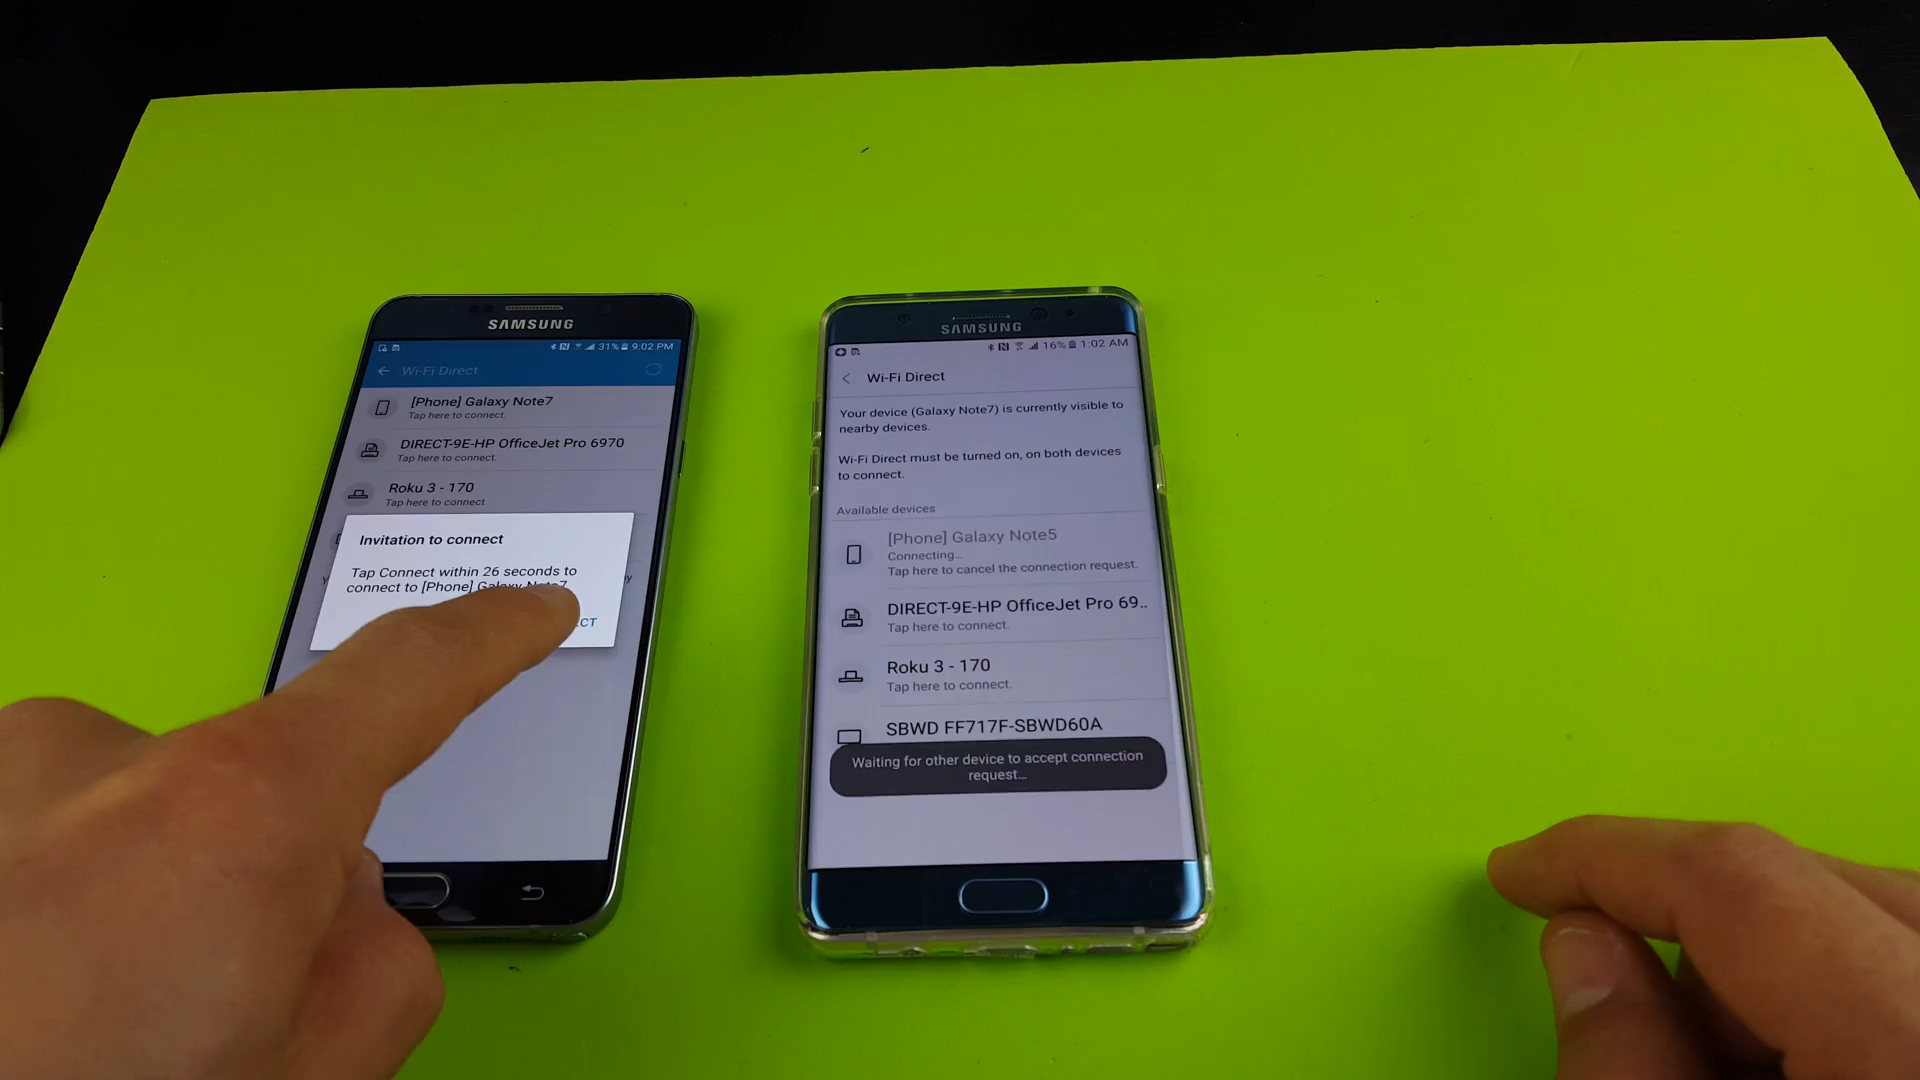 SAMSUNG
31% 9:02 PM
Wi-Fi Direct
[Phone] Galaxy Note7
Tap here to connect.
DIRECT-9E-HP OfficeJet Pro 6970
Tap here to connect.
Roku 3 - 170
Tap here to connect.
Invitation to connect
Tap Connect within 26 seconds to
connect to [Phone] Galaxy Note7
SAMSUNG
16% 1:02 AM
Wi-Fi Direct
Your device (Galaxy Note7) is currently visible to
nearby devices.
Wi-Fi Direct must be turned on, on both devices
to connect.
Available devices
[Phone] Galaxy Note5
Connecting...
Tap here to cancel the connection request.
DIRECT-9E-HP OfficeJet Pro 69..
Tap here to connect.
Roku 3 - 170
Tap here to connect.
SBWD FF717F-SBWD60A
Waiting for other device to accept connection
request...